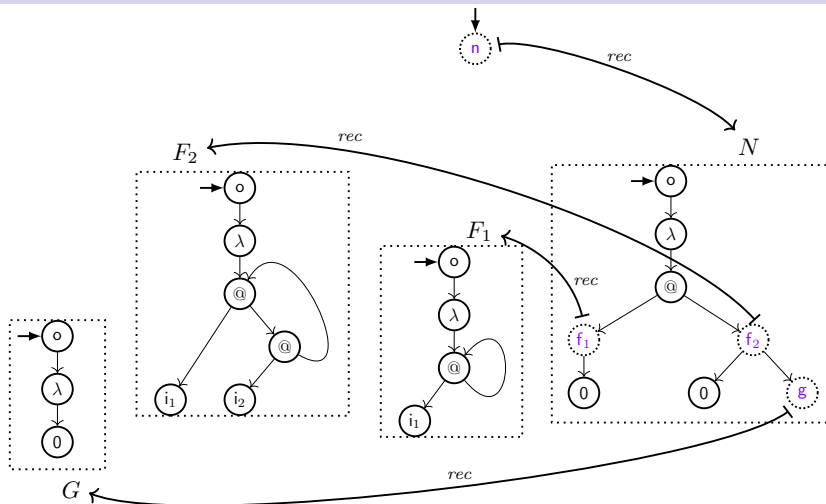 n
rec
N
rec
F₂
o
λ
@
@
i₁
i₂
F₁
o
λ
@
i₁
rec
o
λ
@
f₁
f₂
0
0
g
o
λ
0
G
rec